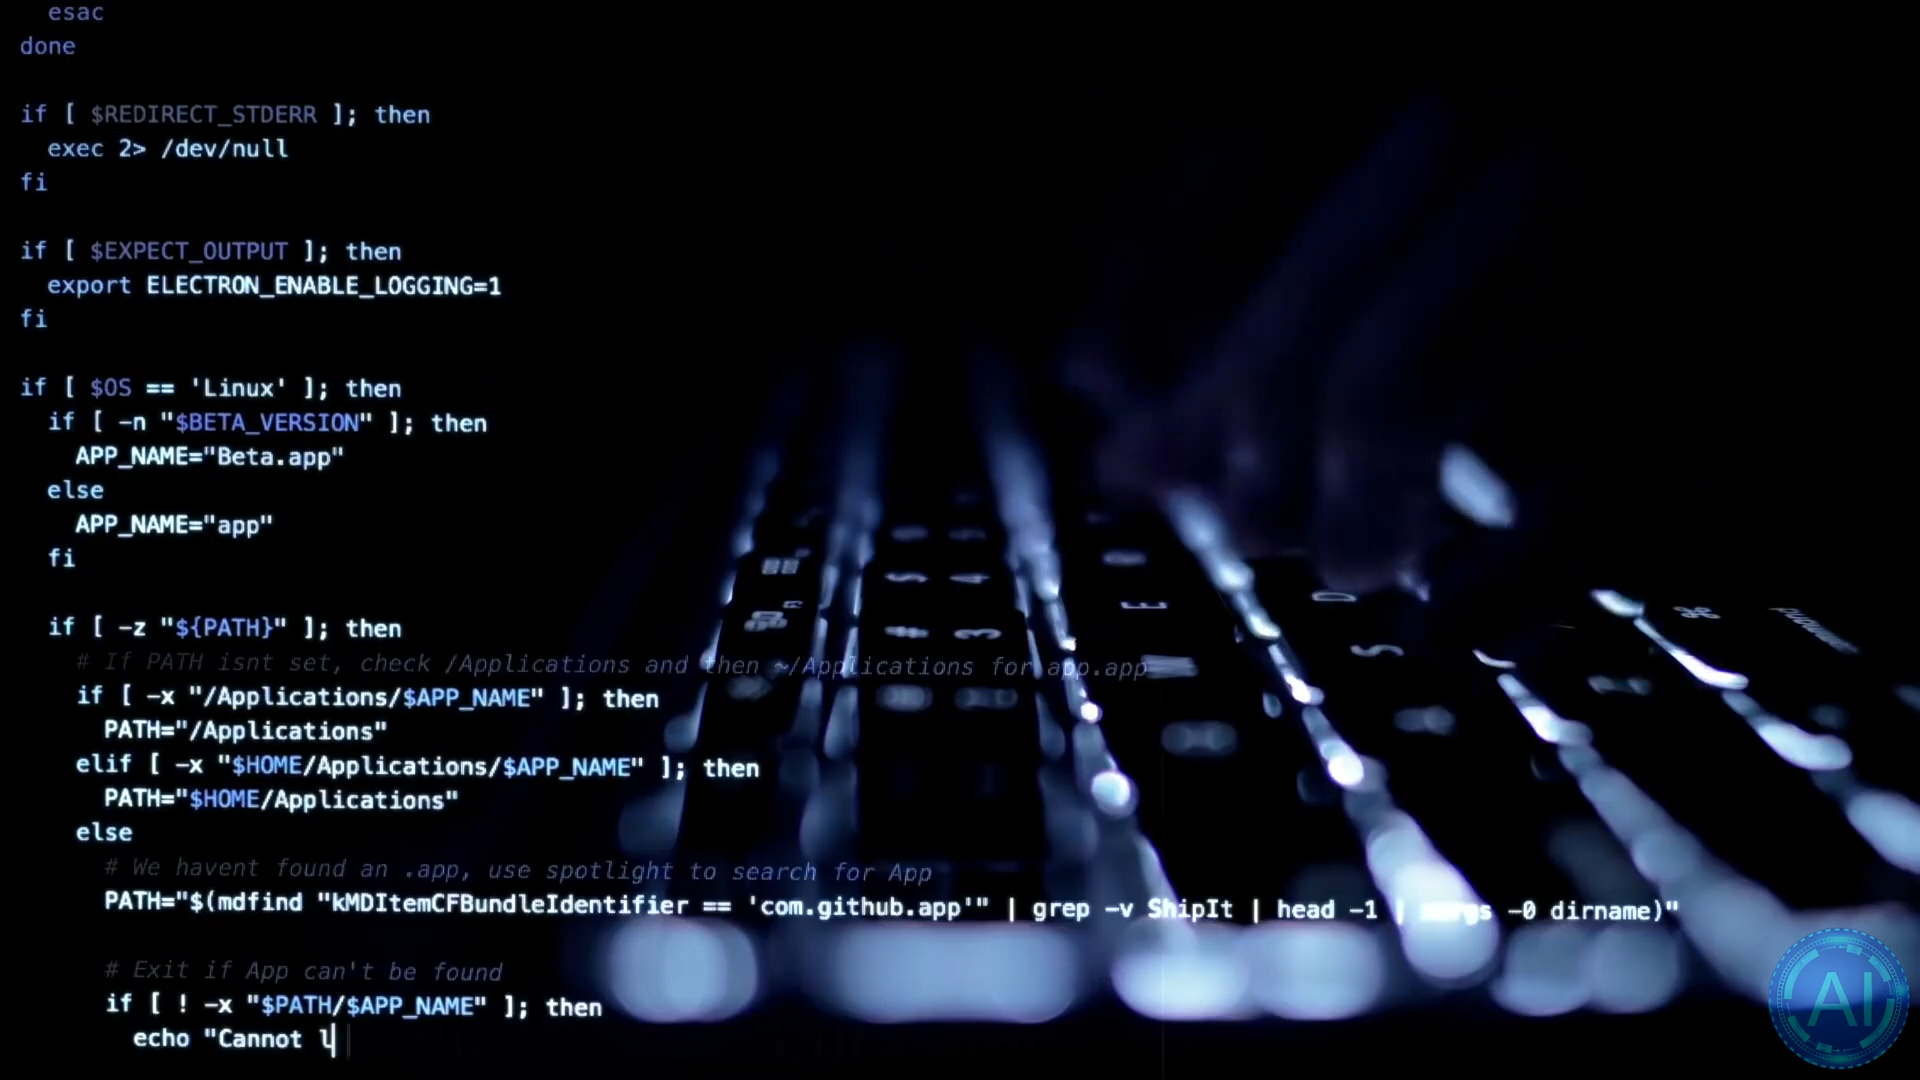 esac
done
if [ $REDIRECT_STDERR ]; then
exec 2> /dev/null
fi
if [ $EXPECT_OUTPUT ]; then
export ELECTRON_ENABLE_LOGGING=1
fi
if [ $OS == 'Linux' ]; then
if [ -n "$BETA_VERSION" ]; then
APP_NAME="Beta.app"
else
APP_NAME="app"
fi
if [ -z "${PATH}" ]; then
# If PATH isnt set, check /Applications and then ~/Applications for app.app
if [ -x "/Applications/$APP_NAME" ]; then
PATH="/Applications"
elif [ -x "$HOME/Applications/$APP_NAME" ]; then
PATH="$HOME/Applications"
else
# We havent found an .app, use spotlight to search for App
PATH="$(mdfind "kMDItemCFBundleIdentifier == 'com.github.app'" | grep -v ShipIt | head -1 | -0 dirname)"
# Exit if App can't be found
if [ ! -x "$PATH/$APP_NAME" ]; then
echo "Cannot l
# 3
4
E
D
S
⌘
AI